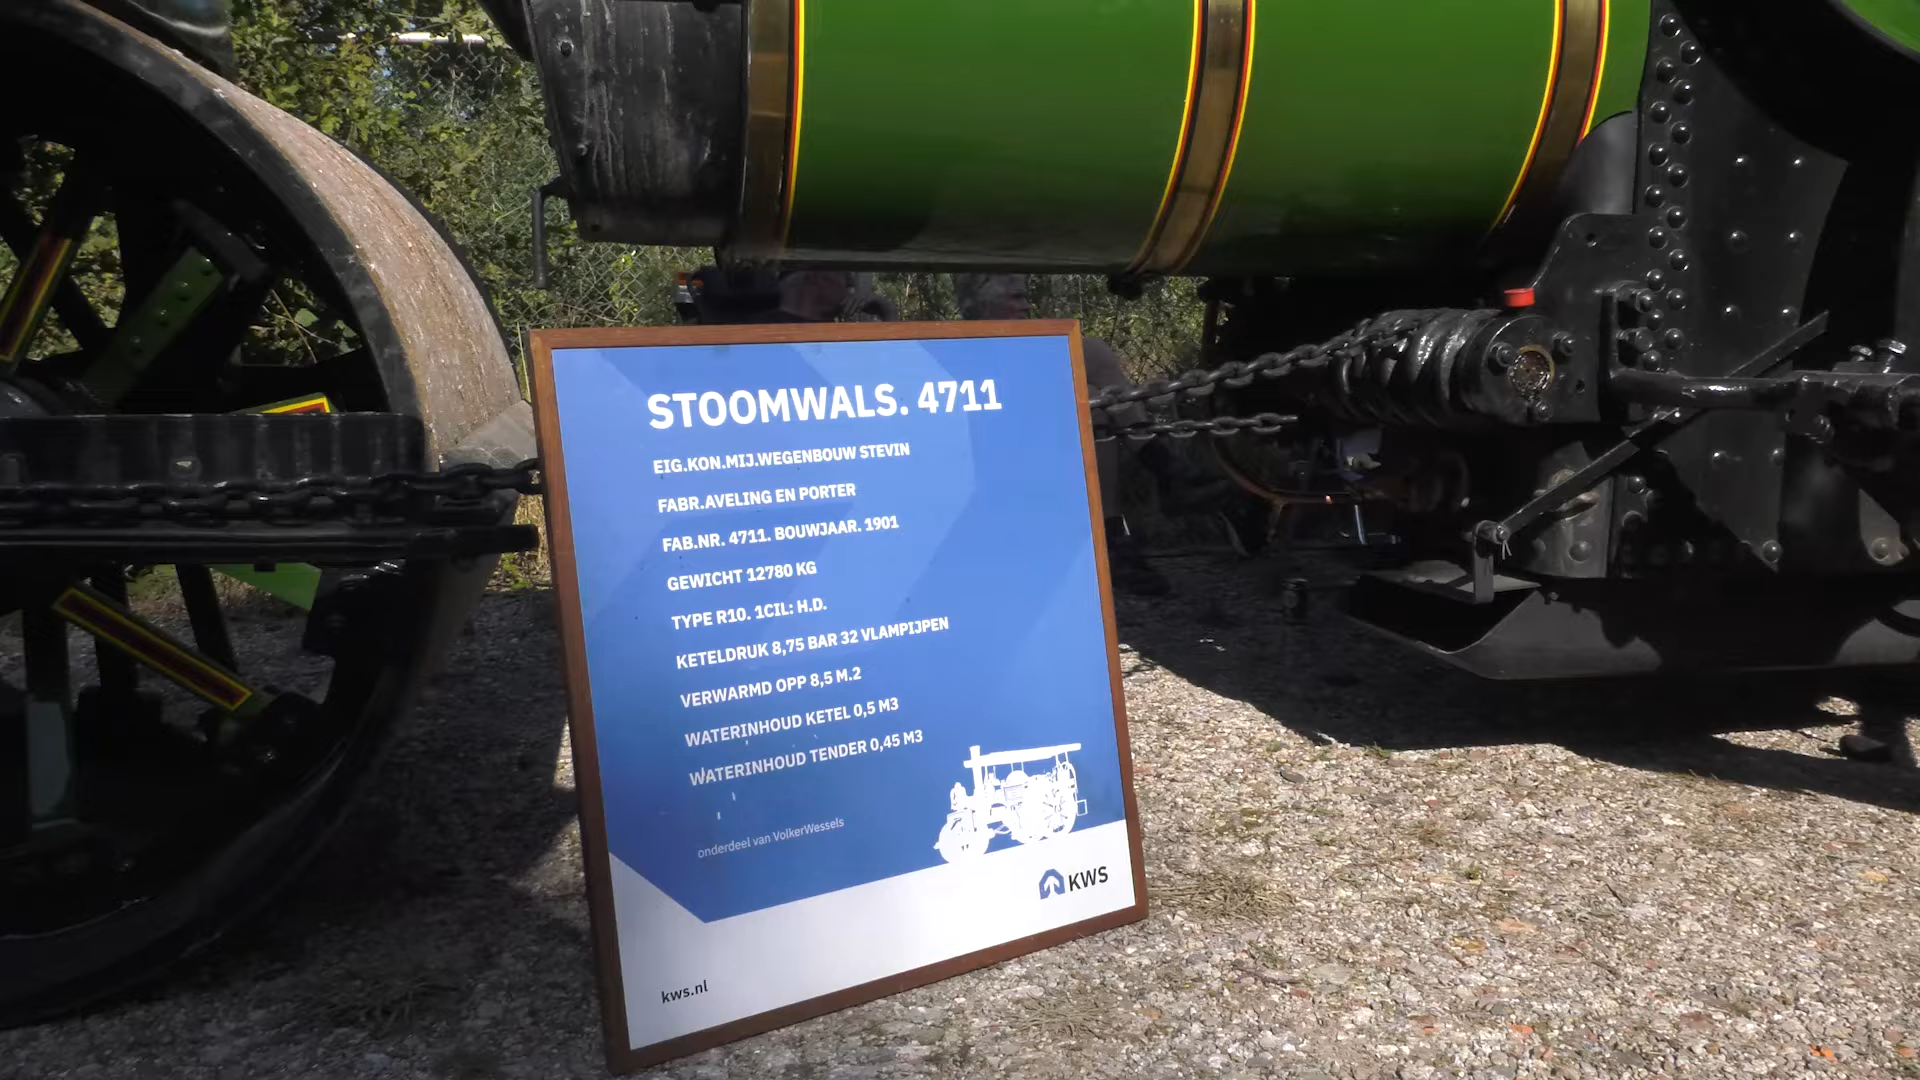 STOOMWALS. 4711
EIG.KON.MIJ.WEGENBOUW STEVIN
FABR.AVELING EN PORTER
FAB.NR. 4711. BOUWJAAR. 1901
GEWICHT 12780 KG
TYPE R10. 1CIL: H.D.
KETELDRUK 8,75 BAR 32 VLAMPIJPEN
VERWARMD OPP 8,5 M.2
WATERINHOUD KETEL 0,5 M3
WATERINHOUD TENDER 0,45 M3
onderdeel van VolkerWessels
KWS
kws.nl